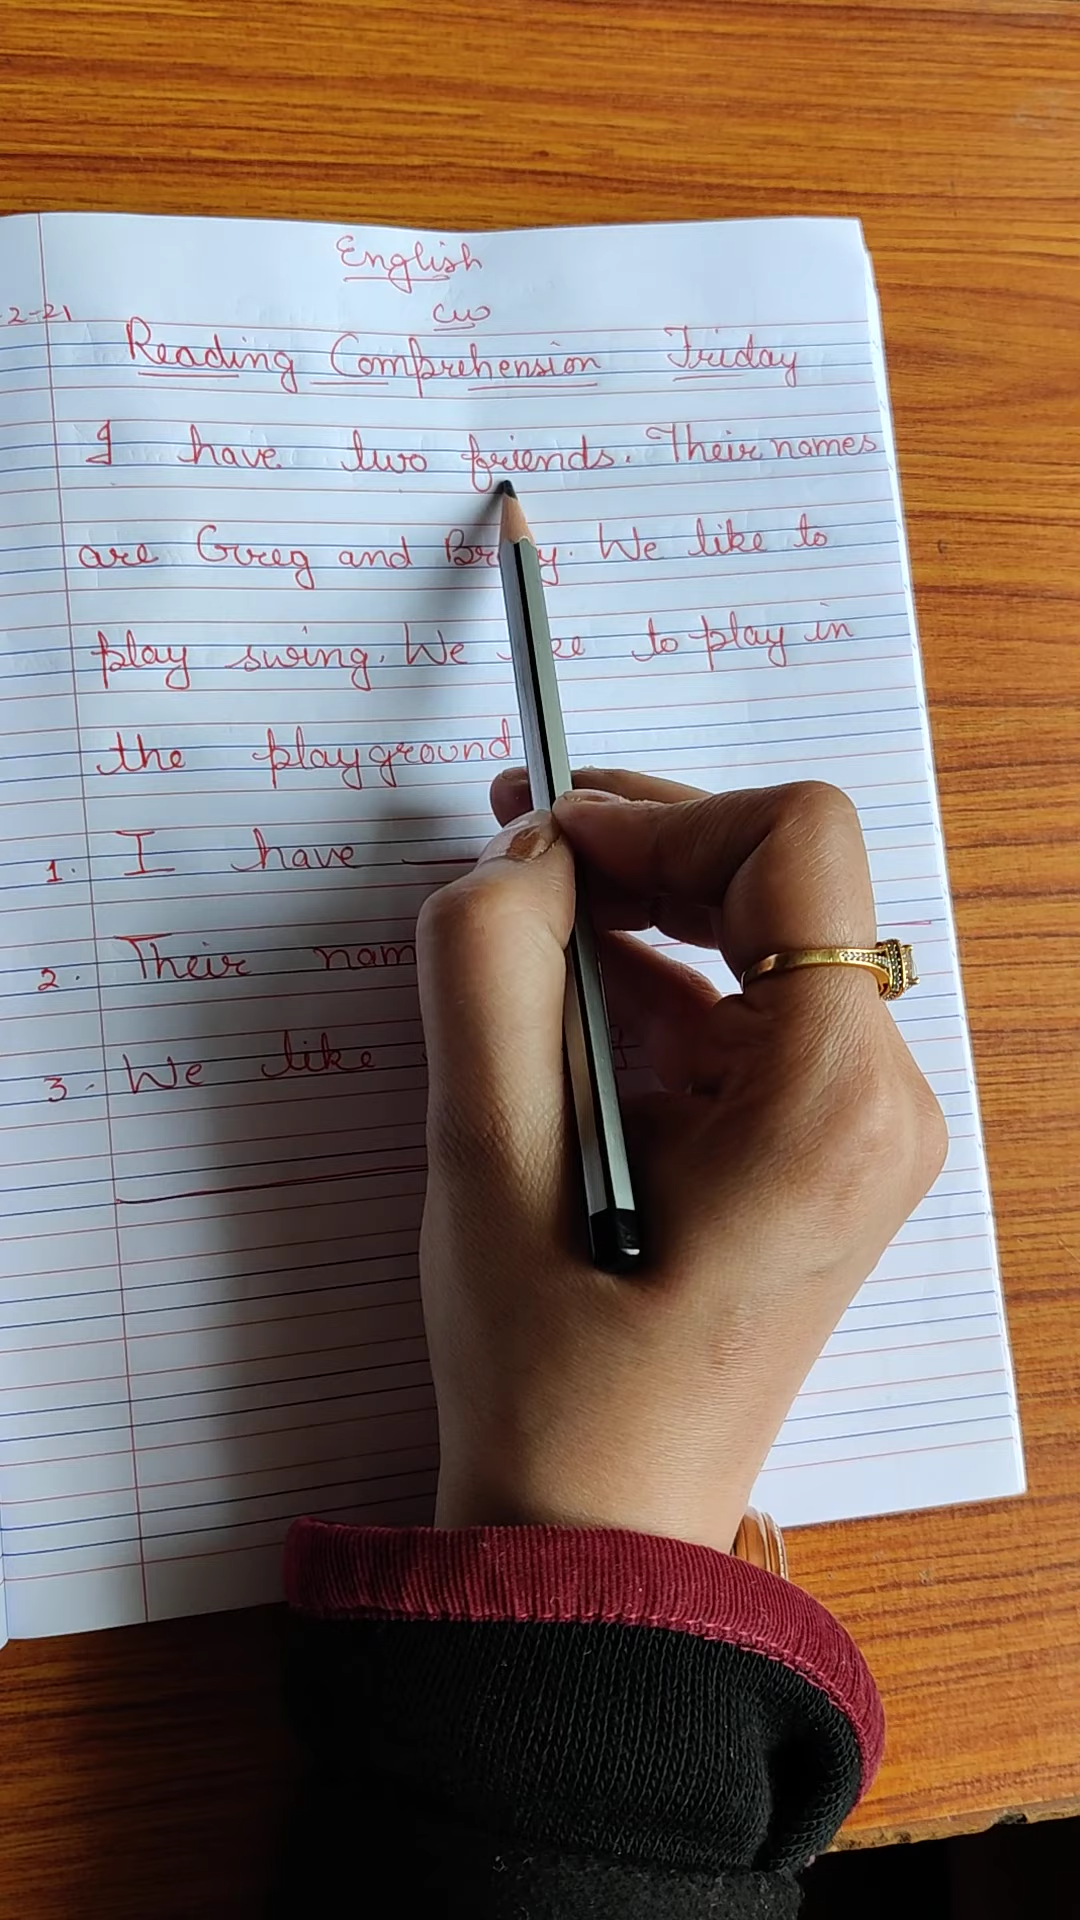 English
cw
2-21
Reading Comprehension Friday
I have two friends. Their names
are Greg and We like to
play swing. We to play in
the playground
1. I have
2. Their
3. We like